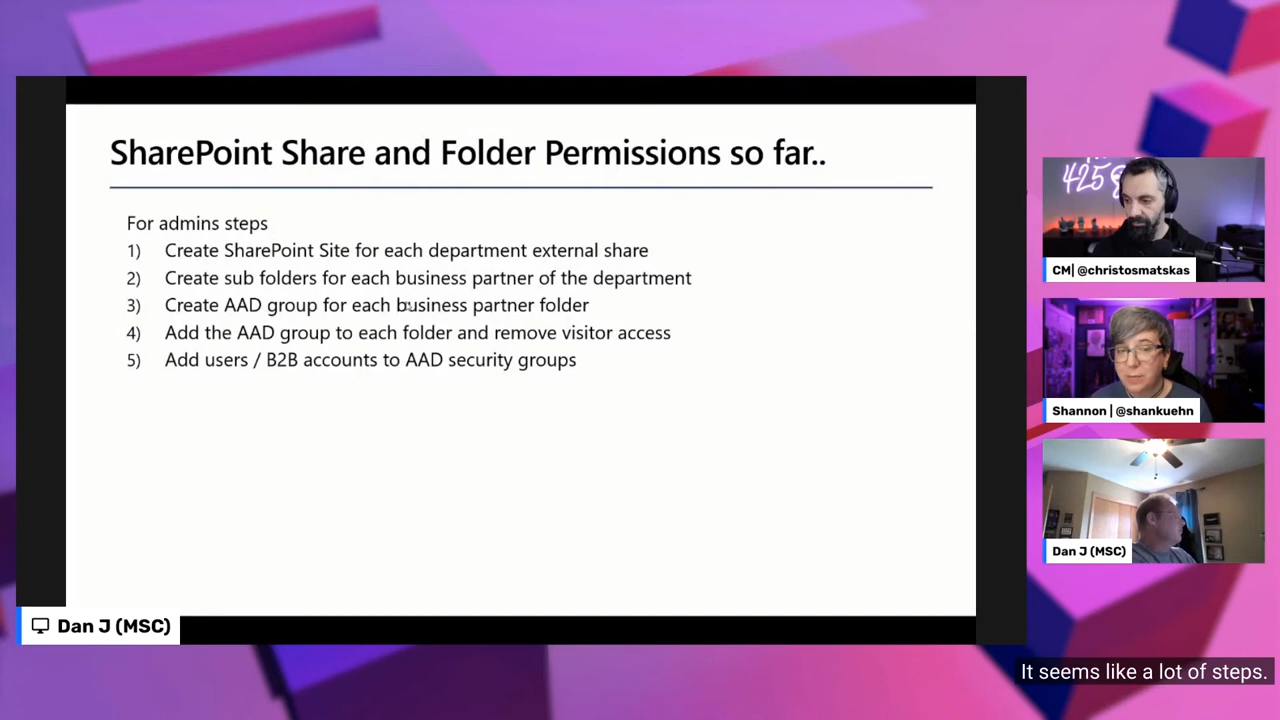 SharePoint Share and Folder Permissions so far..
For admins steps
1) Create SharePoint Site for each department external share
2) Create sub folders for each business partner of the department
3) Create AAD group for each business partner folder
4) Add the AAD group to each folder and remove visitor access
5) Add users / B2B accounts to AAD security groups
Dan J (MSC)
425
CM| @christosmatskas
Shannon | @shankuehn
Dan J (MSC)
It seems like a lot of steps.